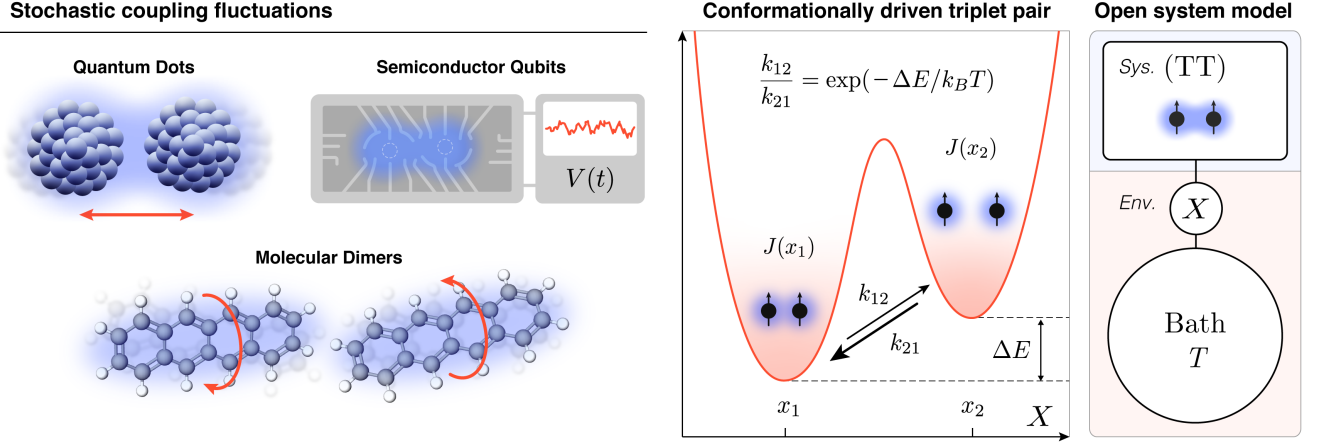 Stochastic coupling fluctuations
Quantum Dots
Semiconductor Qubits
V(t)
Molecular Dimers
Conformationally driven triplet pair
k₁₂/k₂₁ = exp(−ΔE/k_BT)
J(x₂)
J(x₁)
k₁₂
k₂₁
ΔE
x₁
x₂
X
Open system model
Sys. (TT)
Env.
X
Bath
T